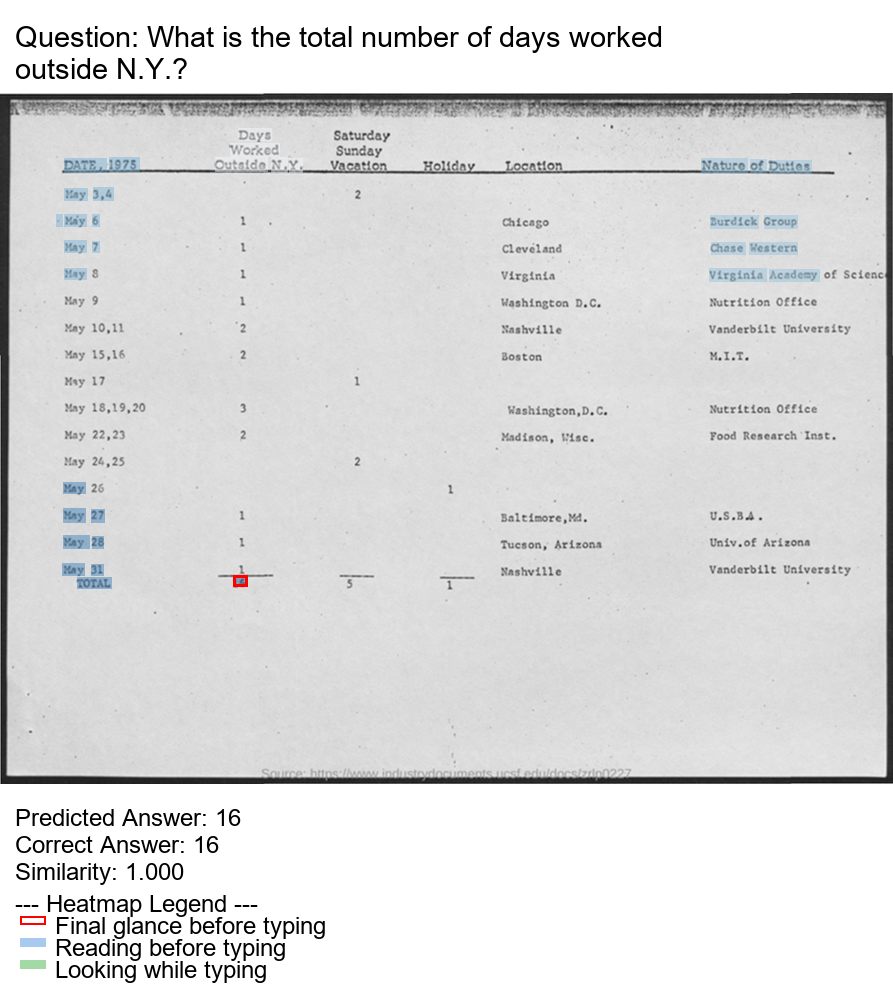 Question: What is the total number of days worked
outside N.Y.?
Days
Worked
Outside N.Y.
Saturday
Sunday
Vacation
DATE, 1975 Holiday Location Nature of Duties
May 3,4 2
May 6 1 Chicago Burdick Group
May 7 1 Cleveland Chase Western
May 8 1 Virginia Virginia Academy of Scienc
May 9 1 Washington D.C. Nutrition Office
May 10,11 2 Nashville Vanderbilt University
May 15,16 2 Boston M.I.T.
May 17 1
May 18,19,20 3 Washington,D.C. Nutrition Office
May 22,23 2 Madison, Wisc. Food Research Inst.
May 24,25 2
May 26 1
May 27 1 Baltimore,Md. U.S.B.A.
May 28 1 Tucson, Arizona Univ.of Arizona
May 31 1 Nashville Vanderbilt University
TOTAL 5 1
Source: https://www.industrydocuments.ucsf.edu/docs/zrlp0227
Predicted Answer: 16
Correct Answer: 16
Similarity: 1.000
--- Heatmap Legend ---
Final glance before typing
Reading before typing
Looking while typing